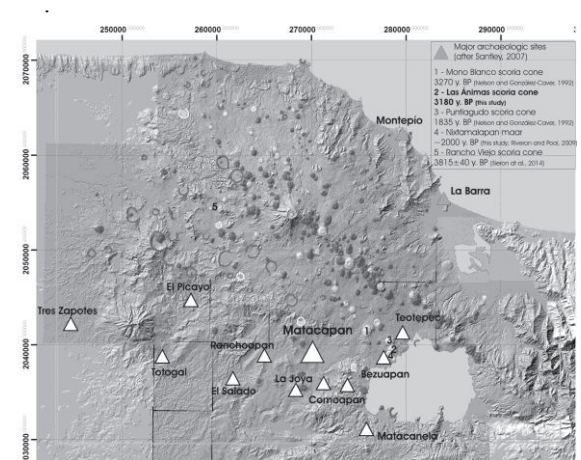 250000
260000
270000
280000
290000
2070000
2060000
2050000
2040000
Major archaeologic sites
(after Santley, 2007)
1 - Mono Blanco scoria cone
3270 y. BP (Nelson and González-Caver, 1992)
2 - Las Ánimas scoria cone
3180 y. BP (this study)
3 - Puntiagudo scoria cone
1835 y. BP (Nelson and González-Caver, 1992)
4 - Nixtamalapan maar
~2000 y. BP (this study, Riveron and Pool, 2009)
5 - Rancho Viejo scoria cone
3815±40 y. BP (Sieron et al., 2014)
Montepío
La Barra
5
El Picayo
Tres Zapotes
Teotepec
Matacapan
1
3
2
Ranchoapan
Totogal
Bezuapan
El Salado
La Joya
Comoapan
Matacanela